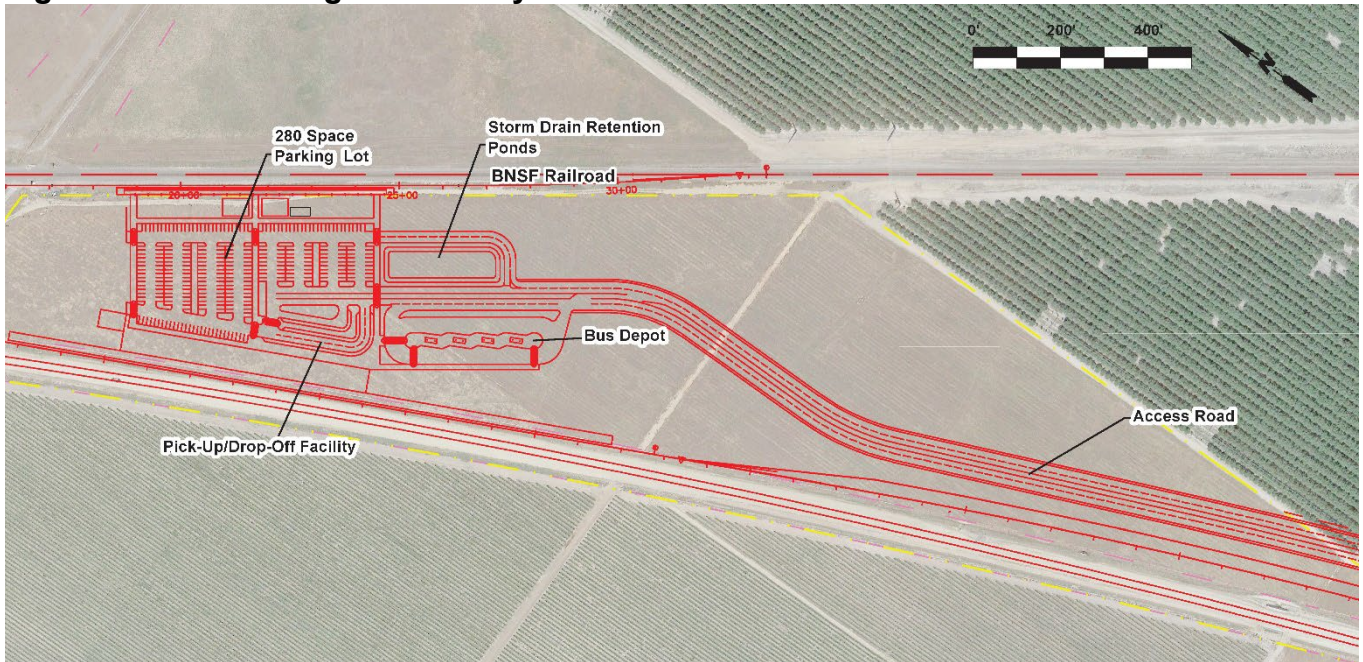 0' 200' 400'
N
280 Space
Parking Lot
Storm Drain Retention
Ponds
BNSF Railroad
20+00 25+00 30+00
Bus Depot
Access Road
Pick-Up/Drop-Off Facility